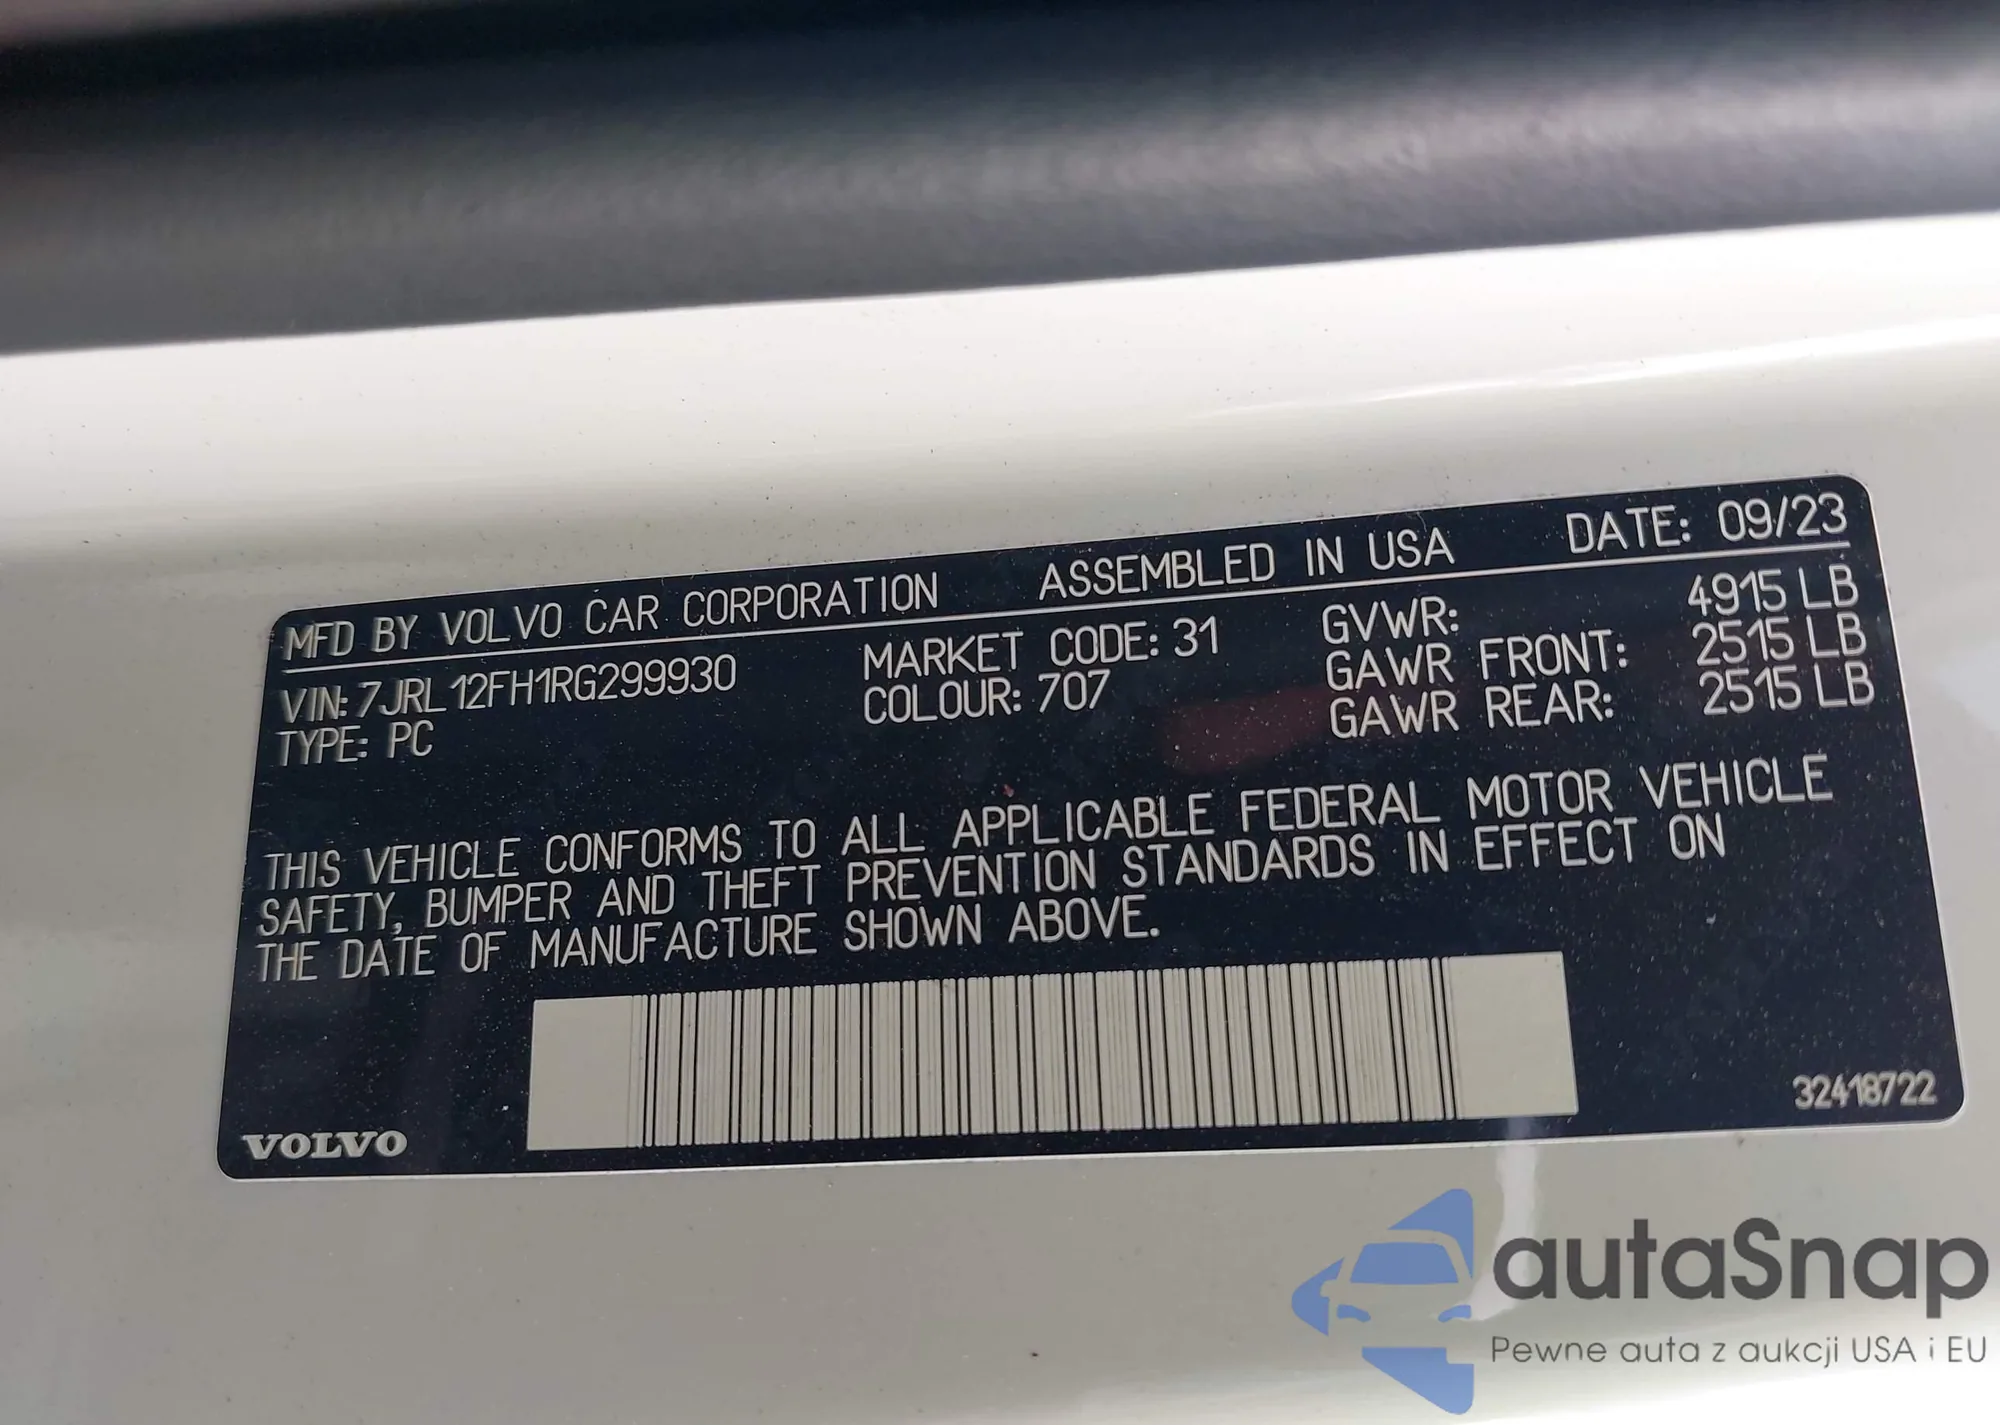 MFD BY VOLVO CAR CORPORATION ASSEMBLED IN USA DATE: 09/23
VIN: 7JRL12FH1RG299930 MARKET CODE: 31 GVWR: 4915 LB
TYPE: PC COLOUR: 707 GAWR FRONT: 2515 LB
GAWR REAR: 2515 LB
THIS VEHICLE CONFORMS TO ALL APPLICABLE FEDERAL MOTOR VEHICLE
SAFETY, BUMPER AND THEFT PREVENTION STANDARDS IN EFFECT ON
THE DATE OF MANUFACTURE SHOWN ABOVE.
VOLVO 32418722
autaSnap
Pewne auta z aukcji USA i EU